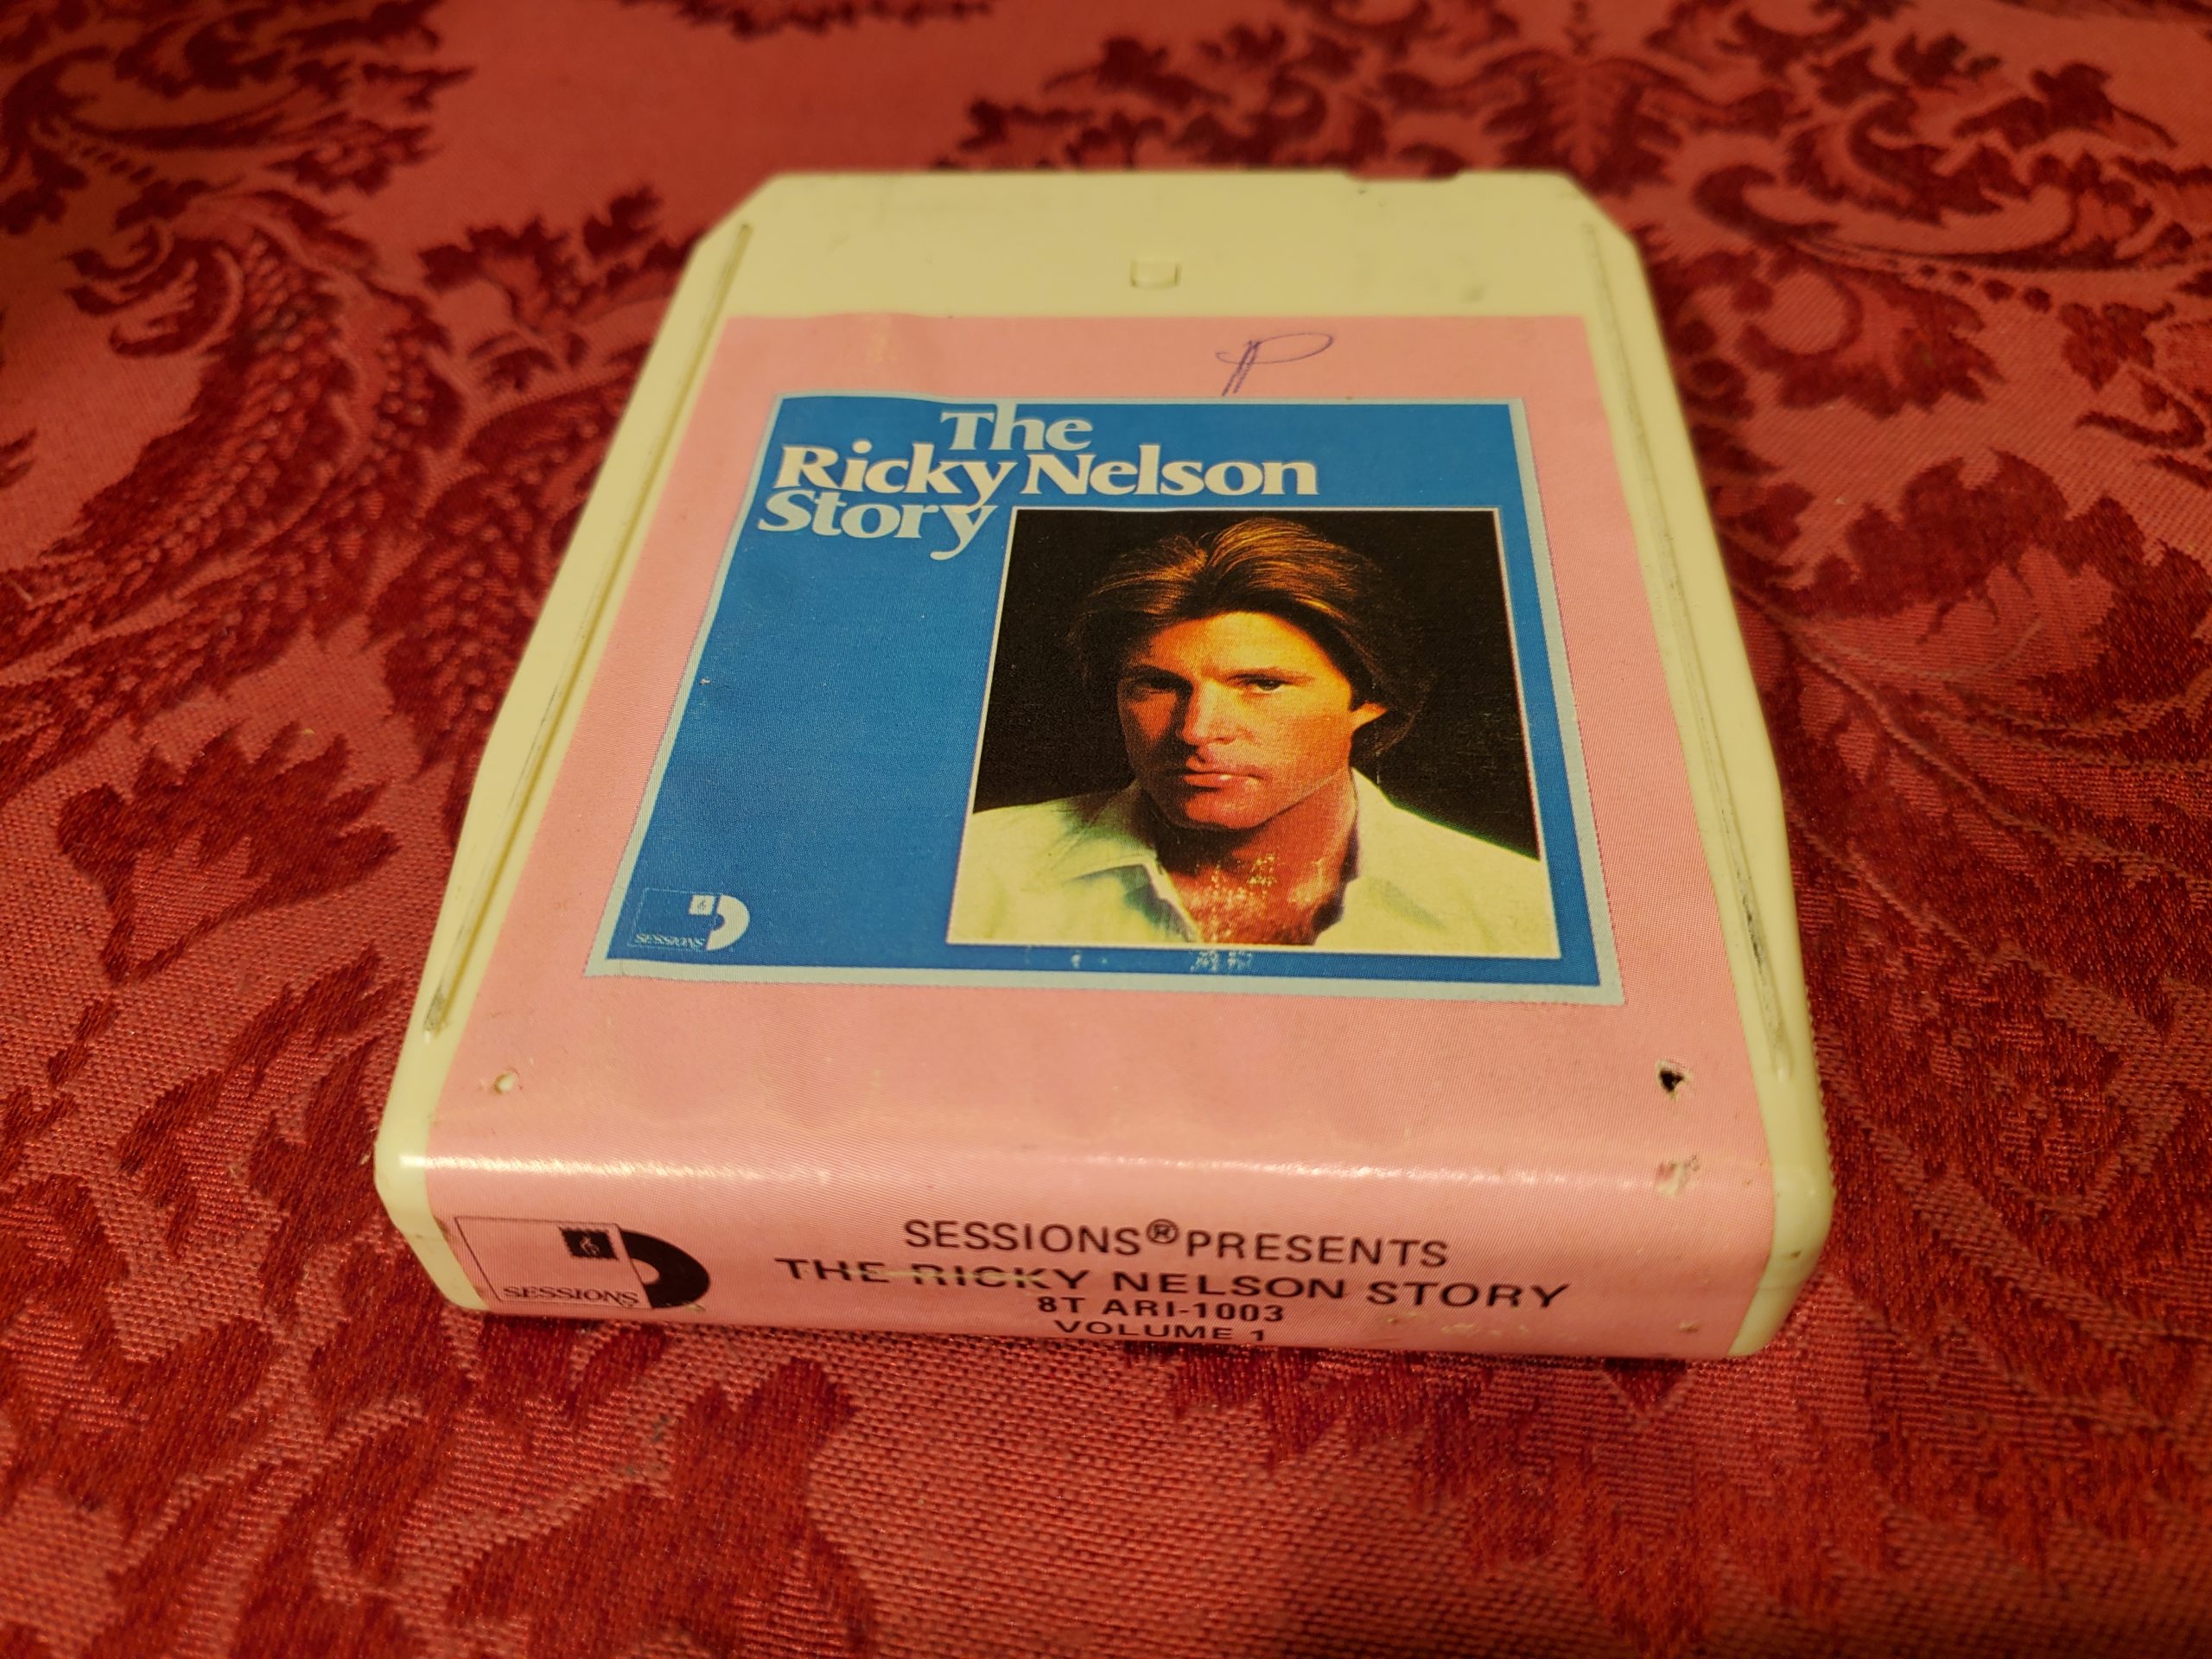 P
The
Ricky Nelson
Story
SESSIONS
SESSIONS
SESSIONS® PRESENTS
THE RICKY NELSON STORY
8T ARI-1003
VOLUME 1